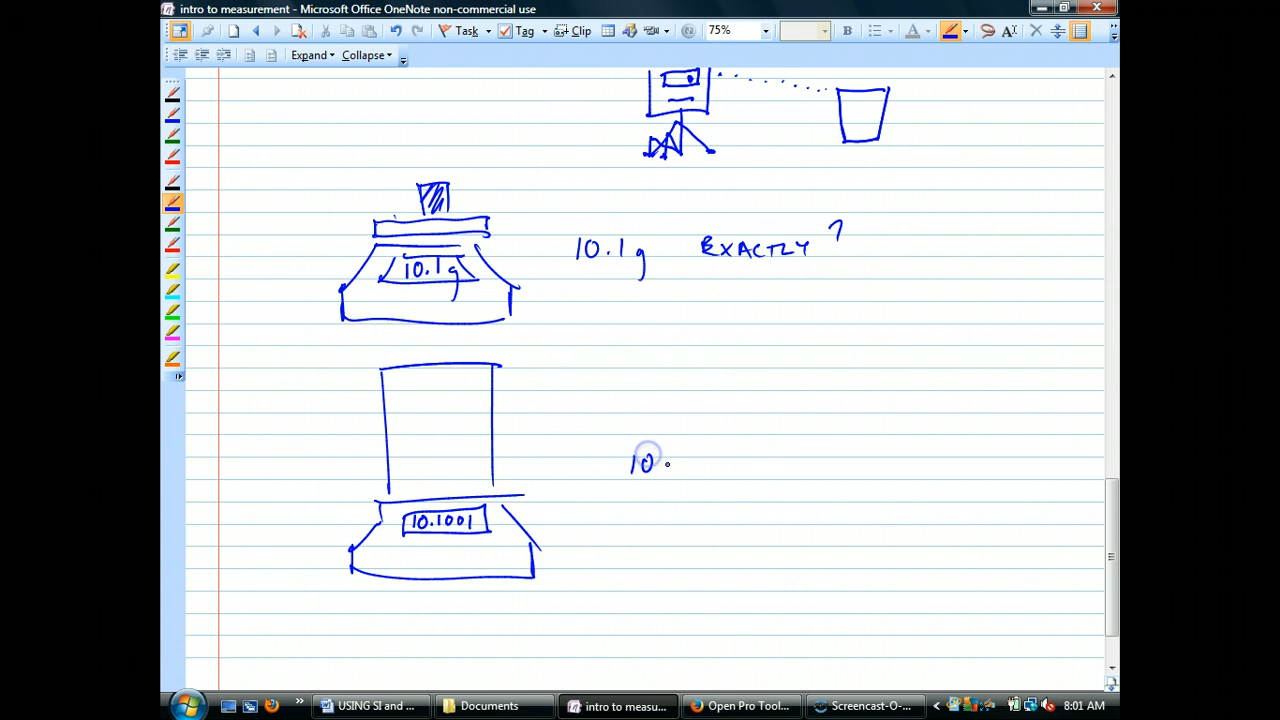 intro to measurement - Microsoft Office OneNote non-commercial use
Task Tag Clip 75% B A A
Expand Collapse
10.1g
10.1g EXACTLY ?
10.
10.1001
USING SI and ... Documents intro to measu... Open Pro Tool... Screencast-O-... 8:01 AM